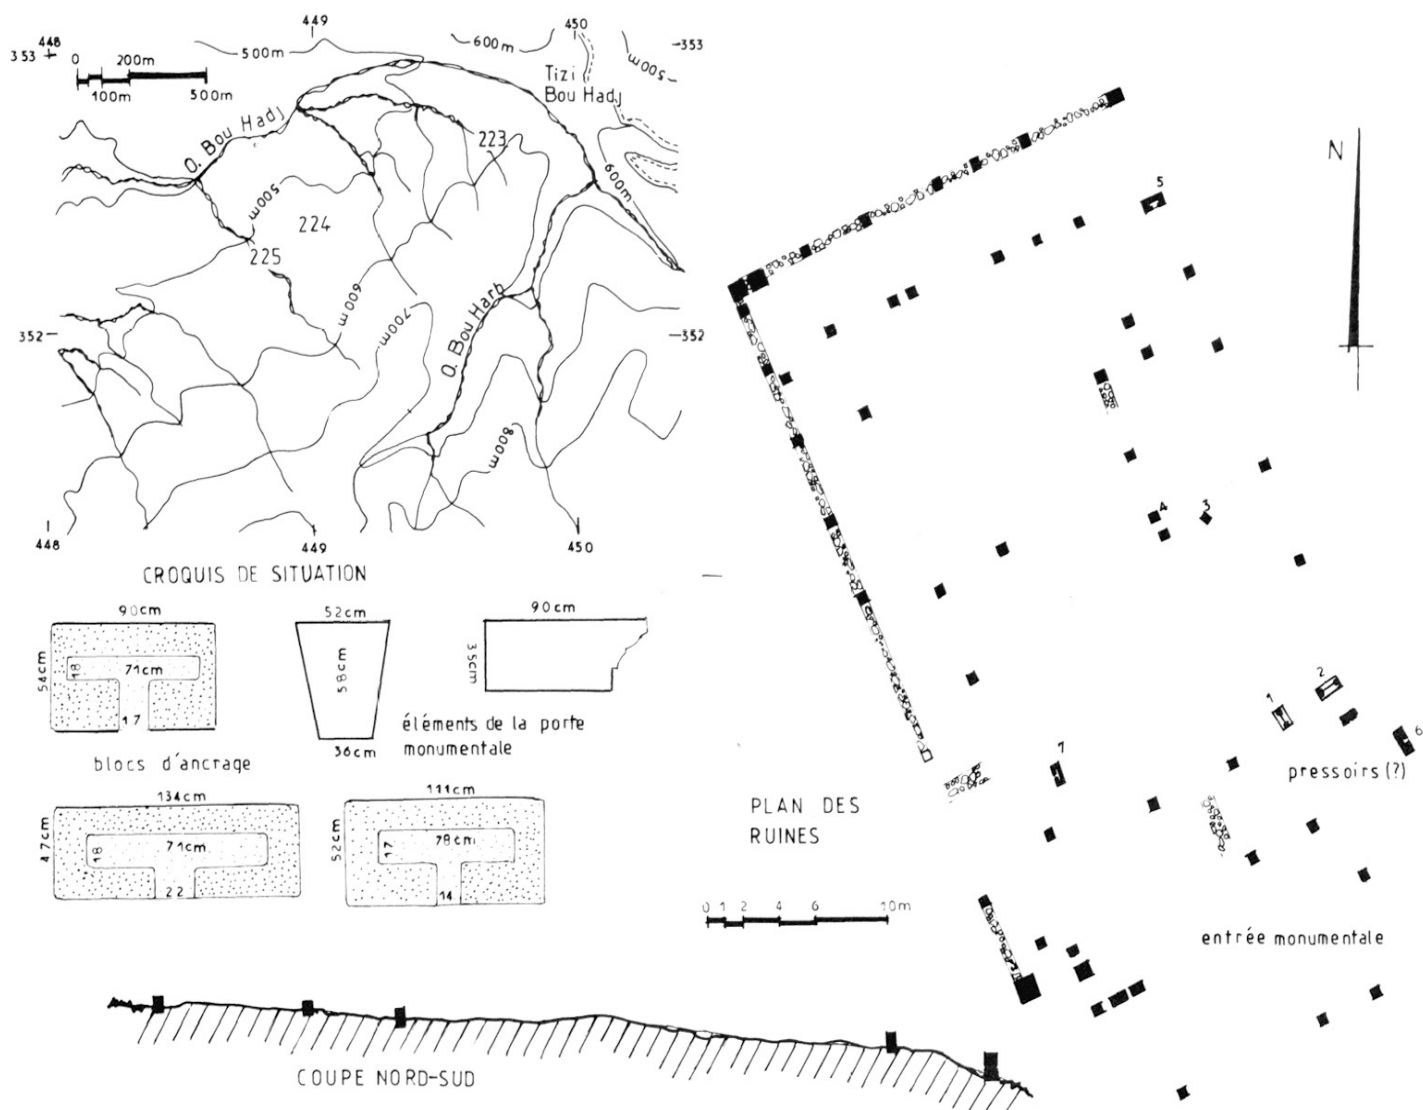 449
450
448
353
353
0 200m
100m 500m
500m
600m
500m
Tizi
Bou Hadj
O. Bou Hadj
223
600m
500m
224
225
600m
700m
O. Bou Harb
352
352
800m
448
449
450
CROQUIS DE SITUATION
90cm
54cm
18
71cm
17
52cm
58cm
36cm
90cm
35cm
éléments de la porte
monumentale
blocs d'ancrage
134cm
47cm
18
71cm
22
111cm
52cm
17
78cm
14
N
5
4
3
2
1
6
7
pressoirs (?)
PLAN DES
RUINES
0 1 2 4 6 10m
entrée monumentale
COUPE NORD-SUD